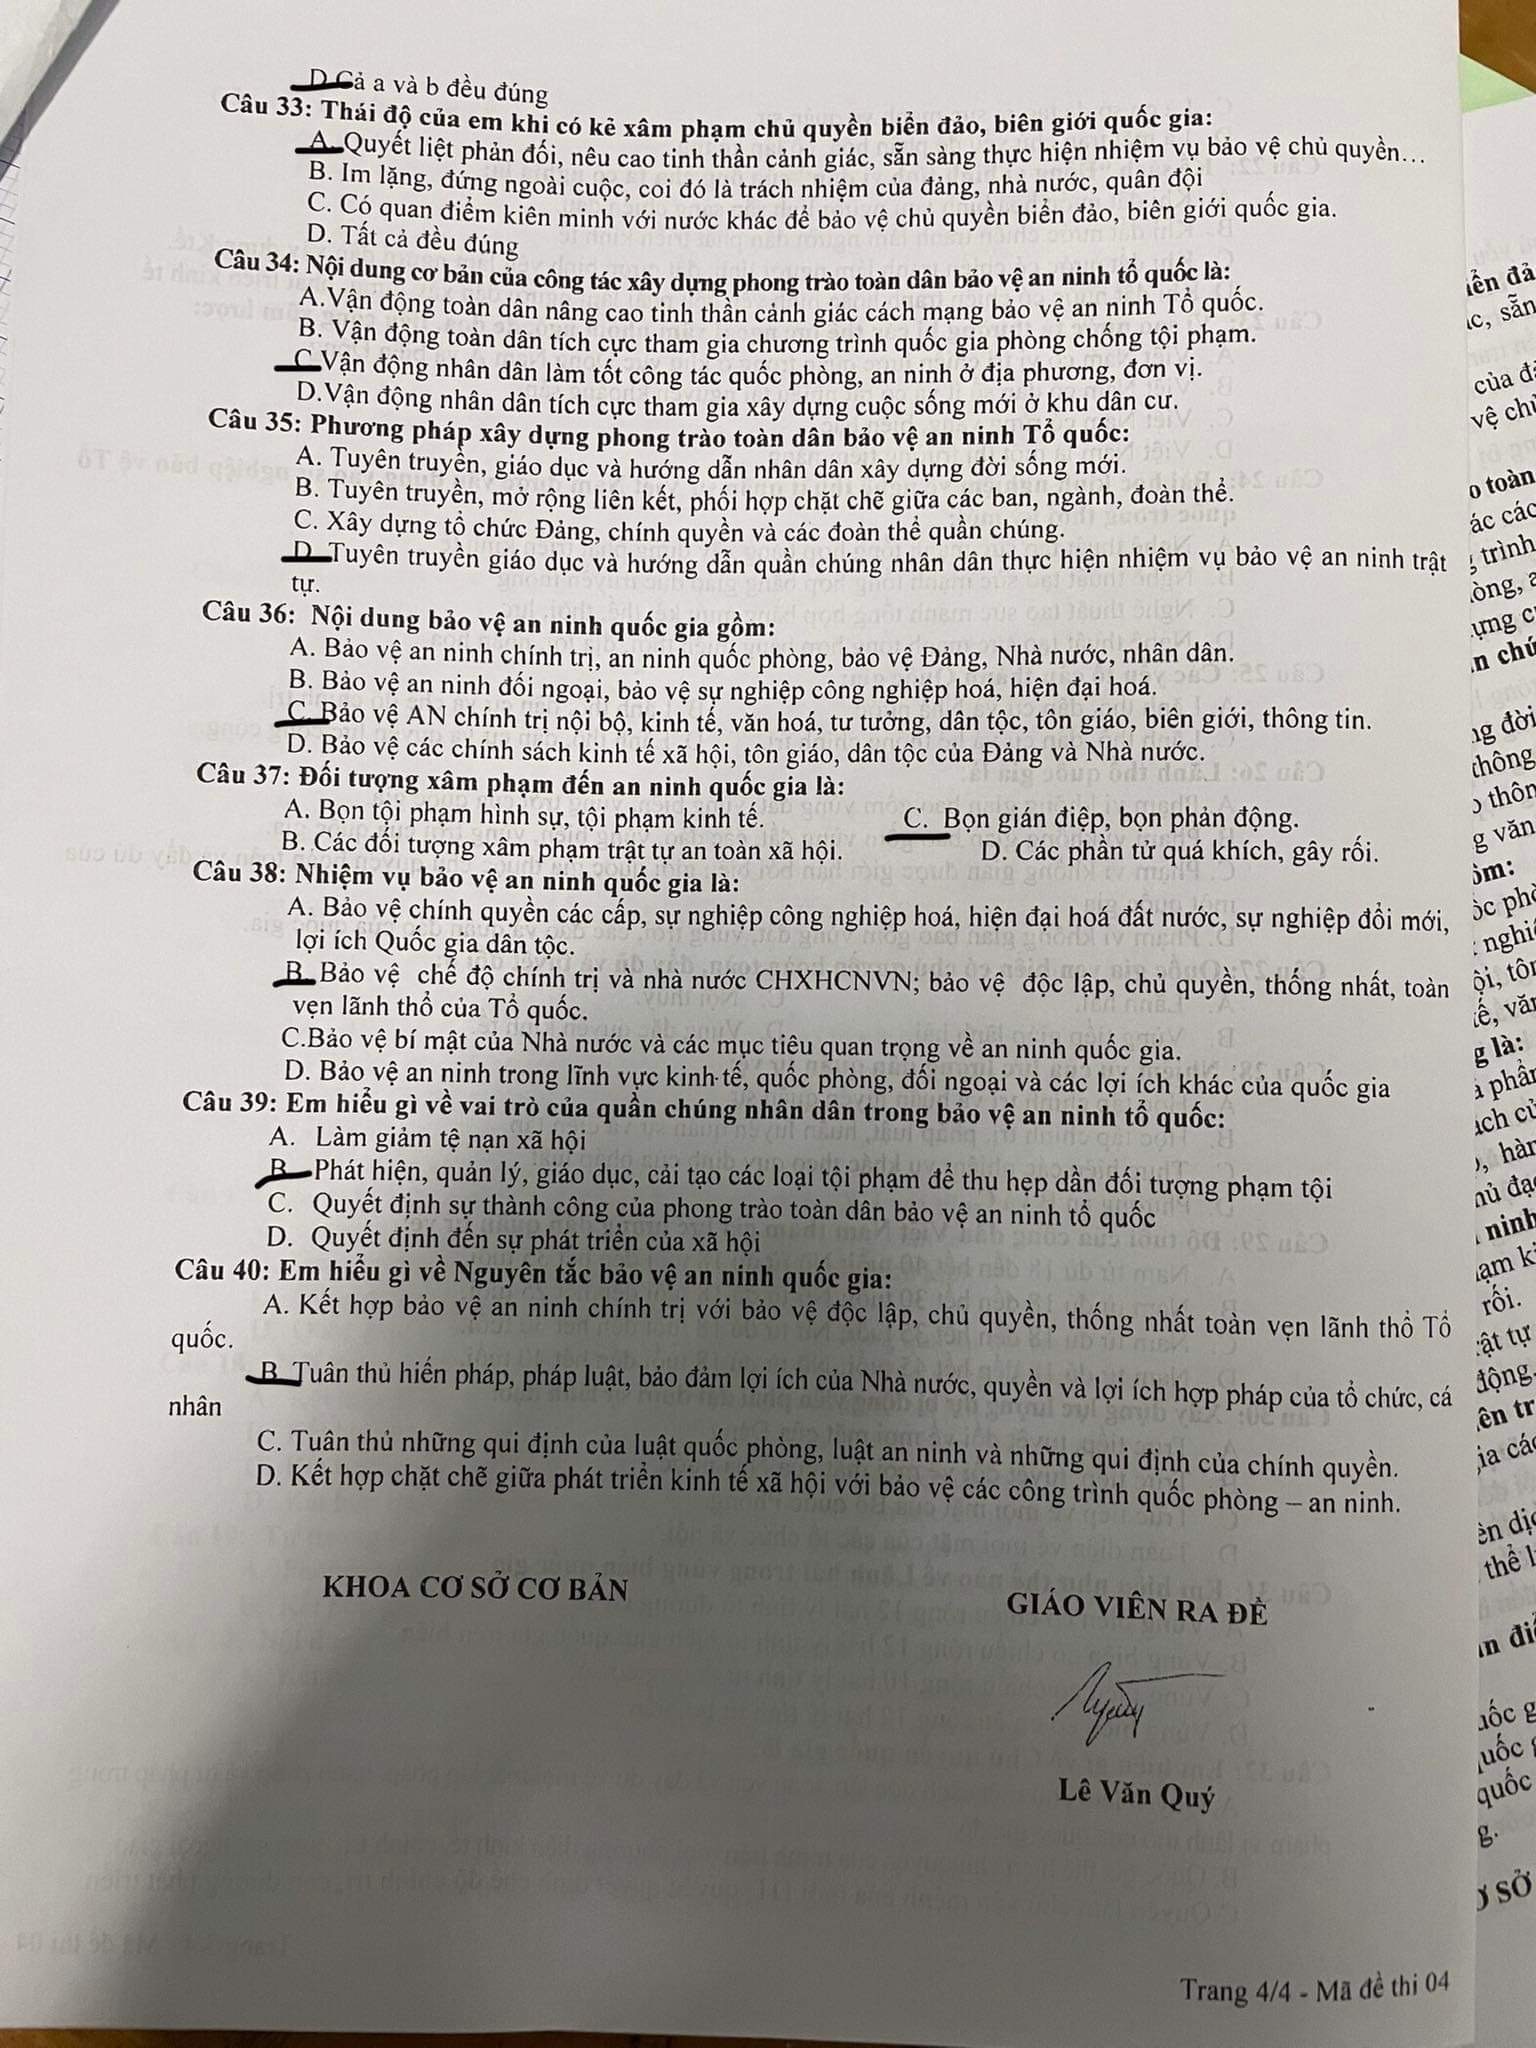 D.Cả a và b đều đúng
Câu 33: Thái độ của em khi có kẻ xâm phạm chủ quyền biển đảo, biên giới quốc gia:
A. Quyết liệt phản đối, nêu cao tinh thần cảnh giác, sẵn sàng thực hiện nhiệm vụ bảo vệ chủ quyền…
B. Im lặng, đứng ngoài cuộc, coi đó là trách nhiệm của đảng, nhà nước, quân đội
C. Có quan điểm kiên minh với nước khác để bảo vệ chủ quyền biển đảo, biên giới quốc gia.
D. Tất cả đều đúng
Câu 34: Nội dung cơ bản của công tác xây dựng phong trào toàn dân bảo vệ an ninh tổ quốc là:
A.Vận động toàn dân nâng cao tinh thần cảnh giác cách mạng bảo vệ an ninh Tổ quốc.
B. Vận động toàn dân tích cực tham gia chương trình quốc gia phòng chống tội phạm.
C.Vận động nhân dân làm tốt công tác quốc phòng, an ninh ở địa phương, đơn vị.
D.Vận động nhân dân tích cực tham gia xây dựng cuộc sống mới ở khu dân cư.
Câu 35: Phương pháp xây dựng phong trào toàn dân bảo vệ an ninh Tổ quốc:
A. Tuyên truyền, giáo dục và hướng dẫn nhân dân xây dựng đời sống mới.
B. Tuyên truyền, mở rộng liên kết, phối hợp chặt chẽ giữa các ban, ngành, đoàn thể.
C. Xây dựng tổ chức Đảng, chính quyền và các đoàn thể quần chúng.
D. Tuyên truyền giáo dục và hướng dẫn quần chúng nhân dân thực hiện nhiệm vụ bảo vệ an ninh trật
tự.
Câu 36: Nội dung bảo vệ an ninh quốc gia gồm:
A. Bảo vệ an ninh chính trị, an ninh quốc phòng, bảo vệ Đảng, Nhà nước, nhân dân.
B. Bảo vệ an ninh đối ngoại, bảo vệ sự nghiệp công nghiệp hoá, hiện đại hoá.
C. Bảo vệ AN chính trị nội bộ, kinh tế, văn hoá, tư tưởng, dân tộc, tôn giáo, biên giới, thông tin.
D. Bảo vệ các chính sách kinh tế xã hội, tôn giáo, dân tộc của Đảng và Nhà nước.
Câu 37: Đối tượng xâm phạm đến an ninh quốc gia là:
A. Bọn tội phạm hình sự, tội phạm kinh tế. C. Bọn gián điệp, bọn phản động.
B. Các đối tượng xâm phạm trật tự an toàn xã hội. D. Các phần tử quá khích, gây rối.
Câu 38: Nhiệm vụ bảo vệ an ninh quốc gia là:
A. Bảo vệ chính quyền các cấp, sự nghiệp công nghiệp hoá, hiện đại hoá đất nước, sự nghiệp đổi mới,
lợi ích Quốc gia dân tộc.
B. Bảo vệ chế độ chính trị và nhà nước CHXHCNVN; bảo vệ độc lập, chủ quyền, thống nhất, toàn
vẹn lãnh thổ của Tổ quốc.
C.Bảo vệ bí mật của Nhà nước và các mục tiêu quan trọng về an ninh quốc gia.
D. Bảo vệ an ninh trong lĩnh vực kinh tế, quốc phòng, đối ngoại và các lợi ích khác của quốc gia
Câu 39: Em hiểu gì về vai trò của quần chúng nhân dân trong bảo vệ an ninh tổ quốc:
A. Làm giảm tệ nạn xã hội
B. Phát hiện, quản lý, giáo dục, cải tạo các loại tội phạm để thu hẹp dần đối tượng phạm tội
C. Quyết định sự thành công của phong trào toàn dân bảo vệ an ninh tổ quốc
D. Quyết định đến sự phát triển của xã hội
Câu 40: Em hiểu gì về Nguyên tắc bảo vệ an ninh quốc gia:
A. Kết hợp bảo vệ an ninh chính trị với bảo vệ độc lập, chủ quyền, thống nhất toàn vẹn lãnh thổ Tổ
quốc.
B. Tuân thủ hiến pháp, pháp luật, bảo đảm lợi ích của Nhà nước, quyền và lợi ích hợp pháp của tổ chức, cá
nhân
C. Tuân thủ những qui định của luật quốc phòng, luật an ninh và những qui định của chính quyền.
D. Kết hợp chặt chẽ giữa phát triển kinh tế xã hội với bảo vệ các công trình quốc phòng – an ninh.
KHOA CƠ SỞ CƠ BẢN
GIÁO VIÊN RA ĐỀ
Lê Văn Quý
Trang 4/4 - Mã đề thi 04